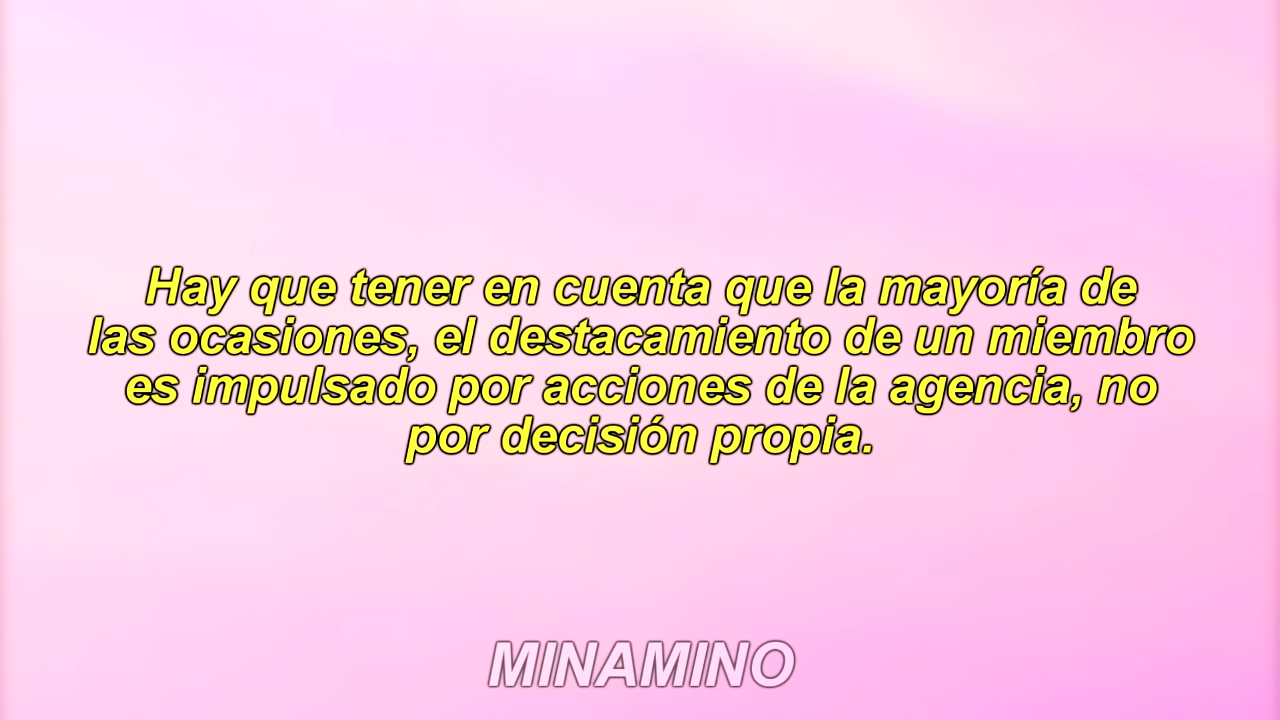 Hay que tener en cuenta que la mayoría de
las ocasiones, el destacamiento de un miembro
es impulsado por acciones de la agencia, no
por decisión propia.
MINAMINO